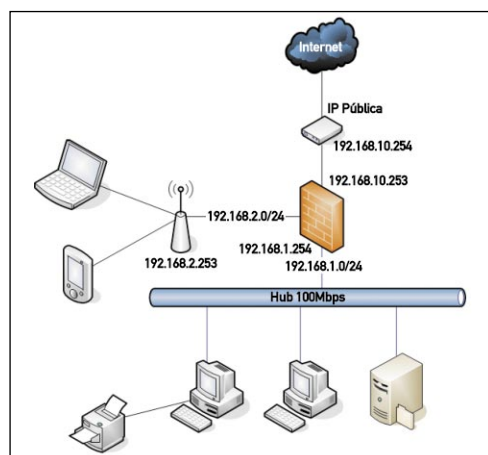 Internet
IP Pública
192.168.10.254
192.168.10.253
192.168.2.0/24
192.168.1.254
192.168.2.253
192.168.1.0/24
Hub 100Mbps